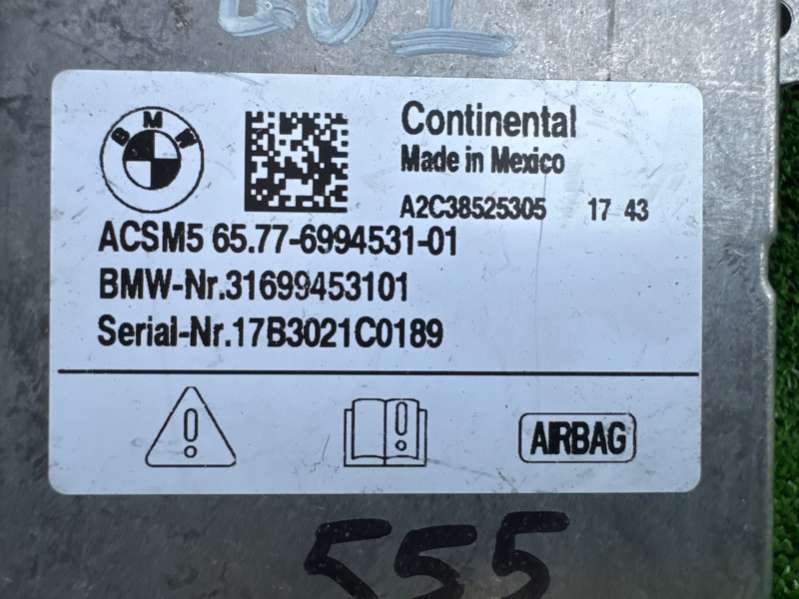 BMW
Continental
Made in Mexico
A2C38525305 17 43
ACSM5 65.77-6994531-01
BMW-Nr.31699453101
Serial-Nr.17B3021C0189
AIRBAG
555